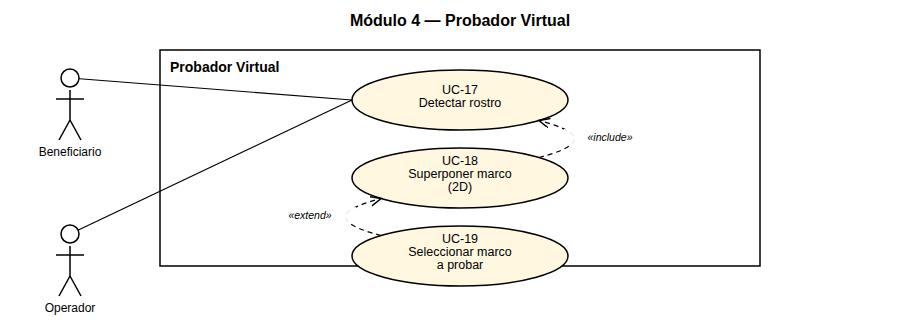 Módulo 4 — Probador Virtual
Probador Virtual
UC-17
Detectar rostro
«include»
Beneficiario
UC-18
Superponer marco
(2D)
«extend»
UC-19
Seleccionar marco
a probar
Operador